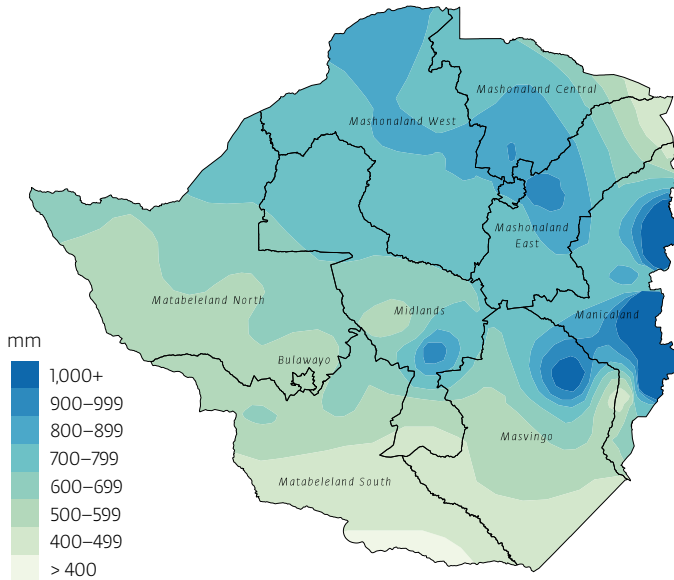 Mashonaland Central
Mashonaland West
Mashonaland
East
Matabeleland North
Midlands
Manicaland
Bulawayo
Masvingo
Matabeleland South
mm
1,000+
900–999
800–899
700–799
600–699
500–599
400–499
> 400